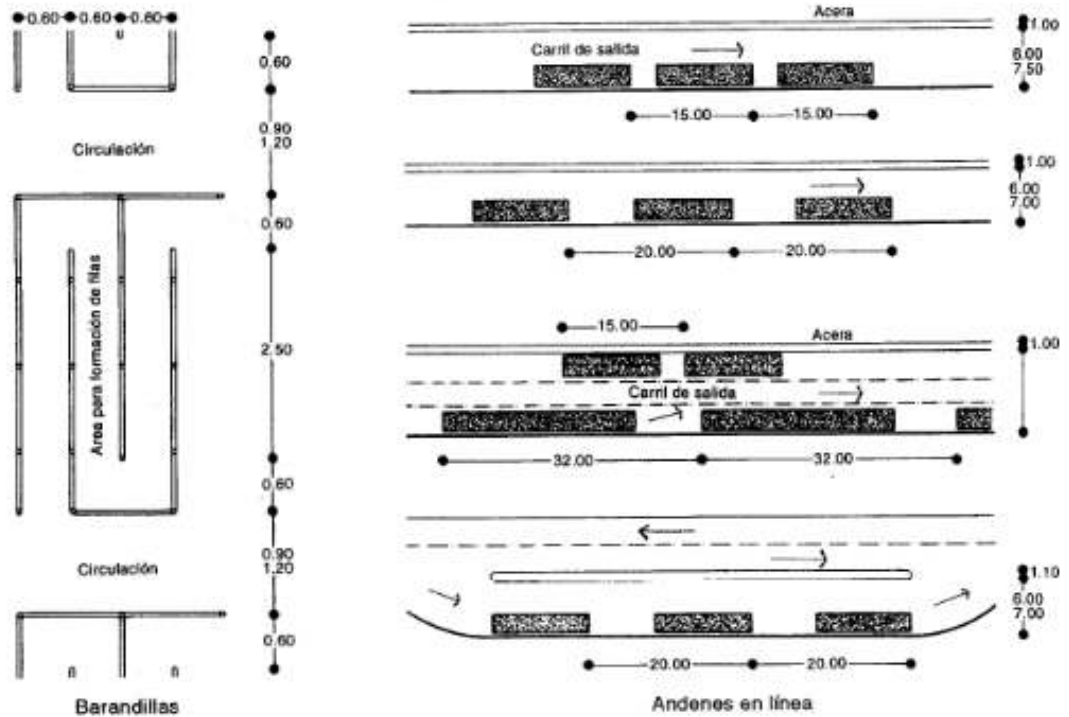 0.60 0.60 0.60
0.60
0.90
1.20
Circulación
0.60
Area para formación de filas
2.50
0.60
0.90
1.20
Circulación
0.60
Barandillas
Acera
1.00
6.00
7.50
Carril de salida
15.00 15.00
1.00
6.00
7.00
20.00 20.00
15.00
Acera
1.00
Carril de salida
32.00 32.00
1.10
6.00
7.00
20.00 20.00
Andenes en línea